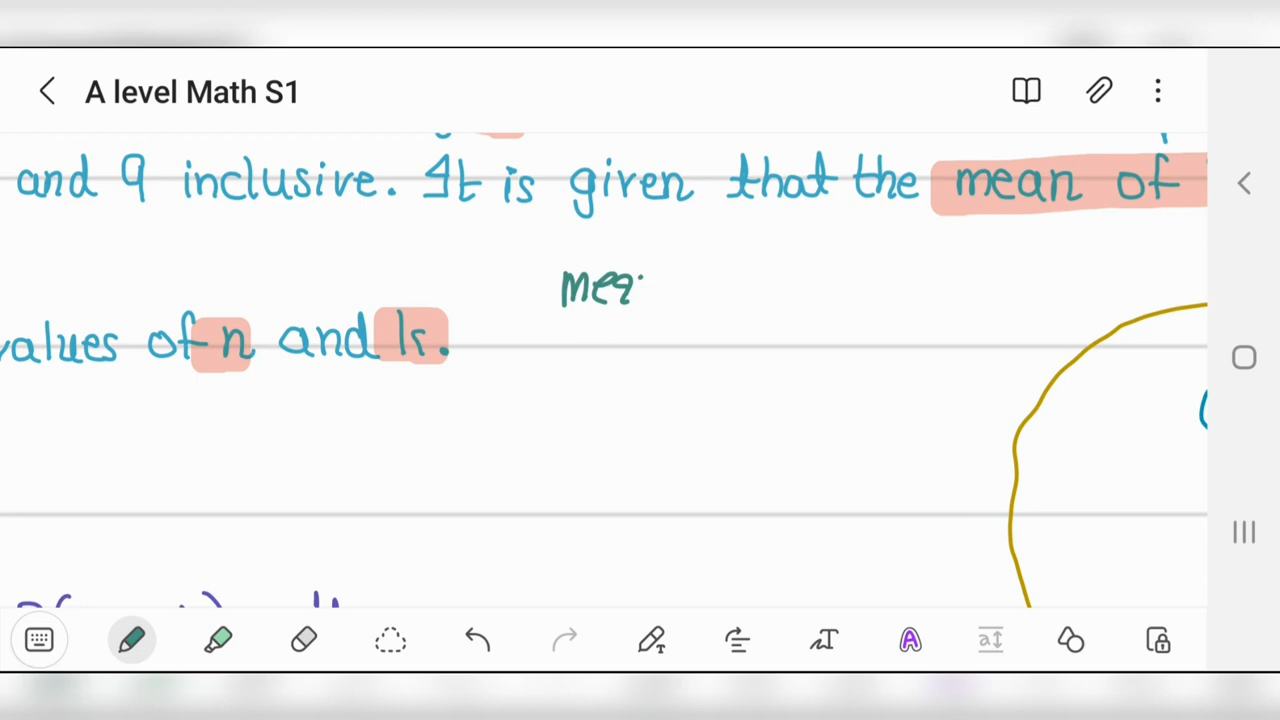 A level Math S1
and 9 inclusive. It is given that the mean of
mea
values of n and k.